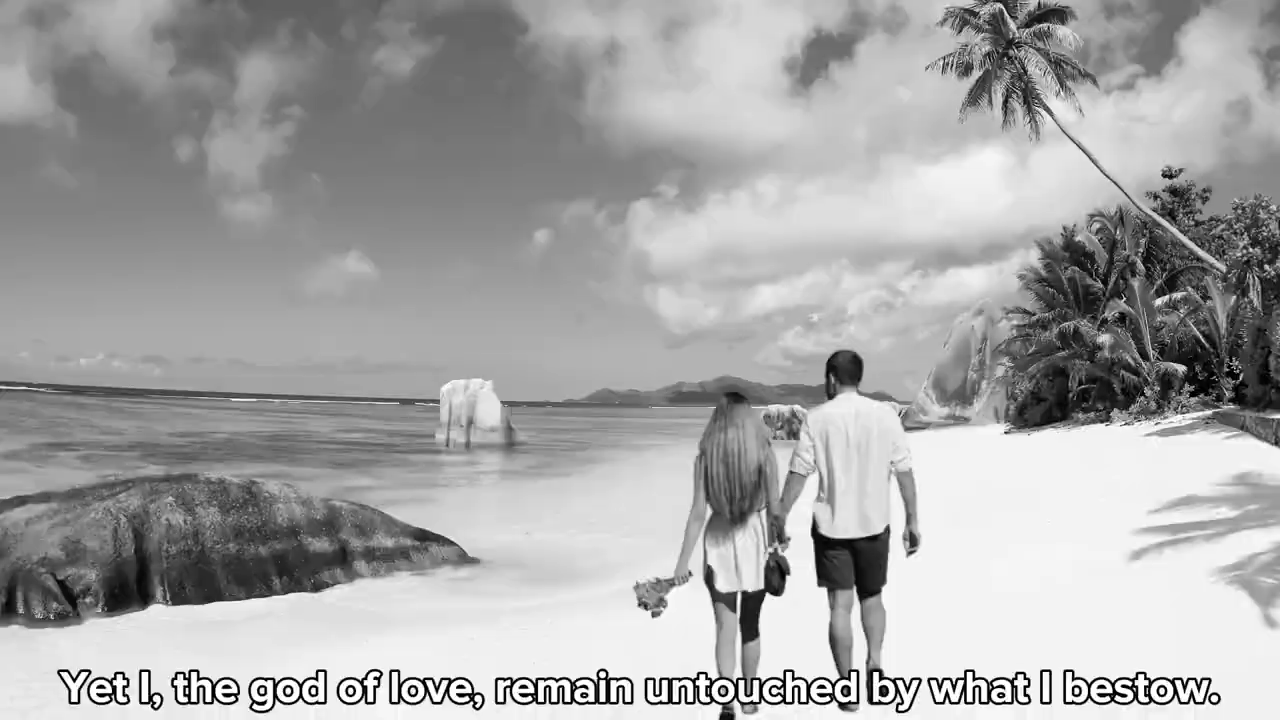 Yet I, the god of love, remain untouched by what I bestow.